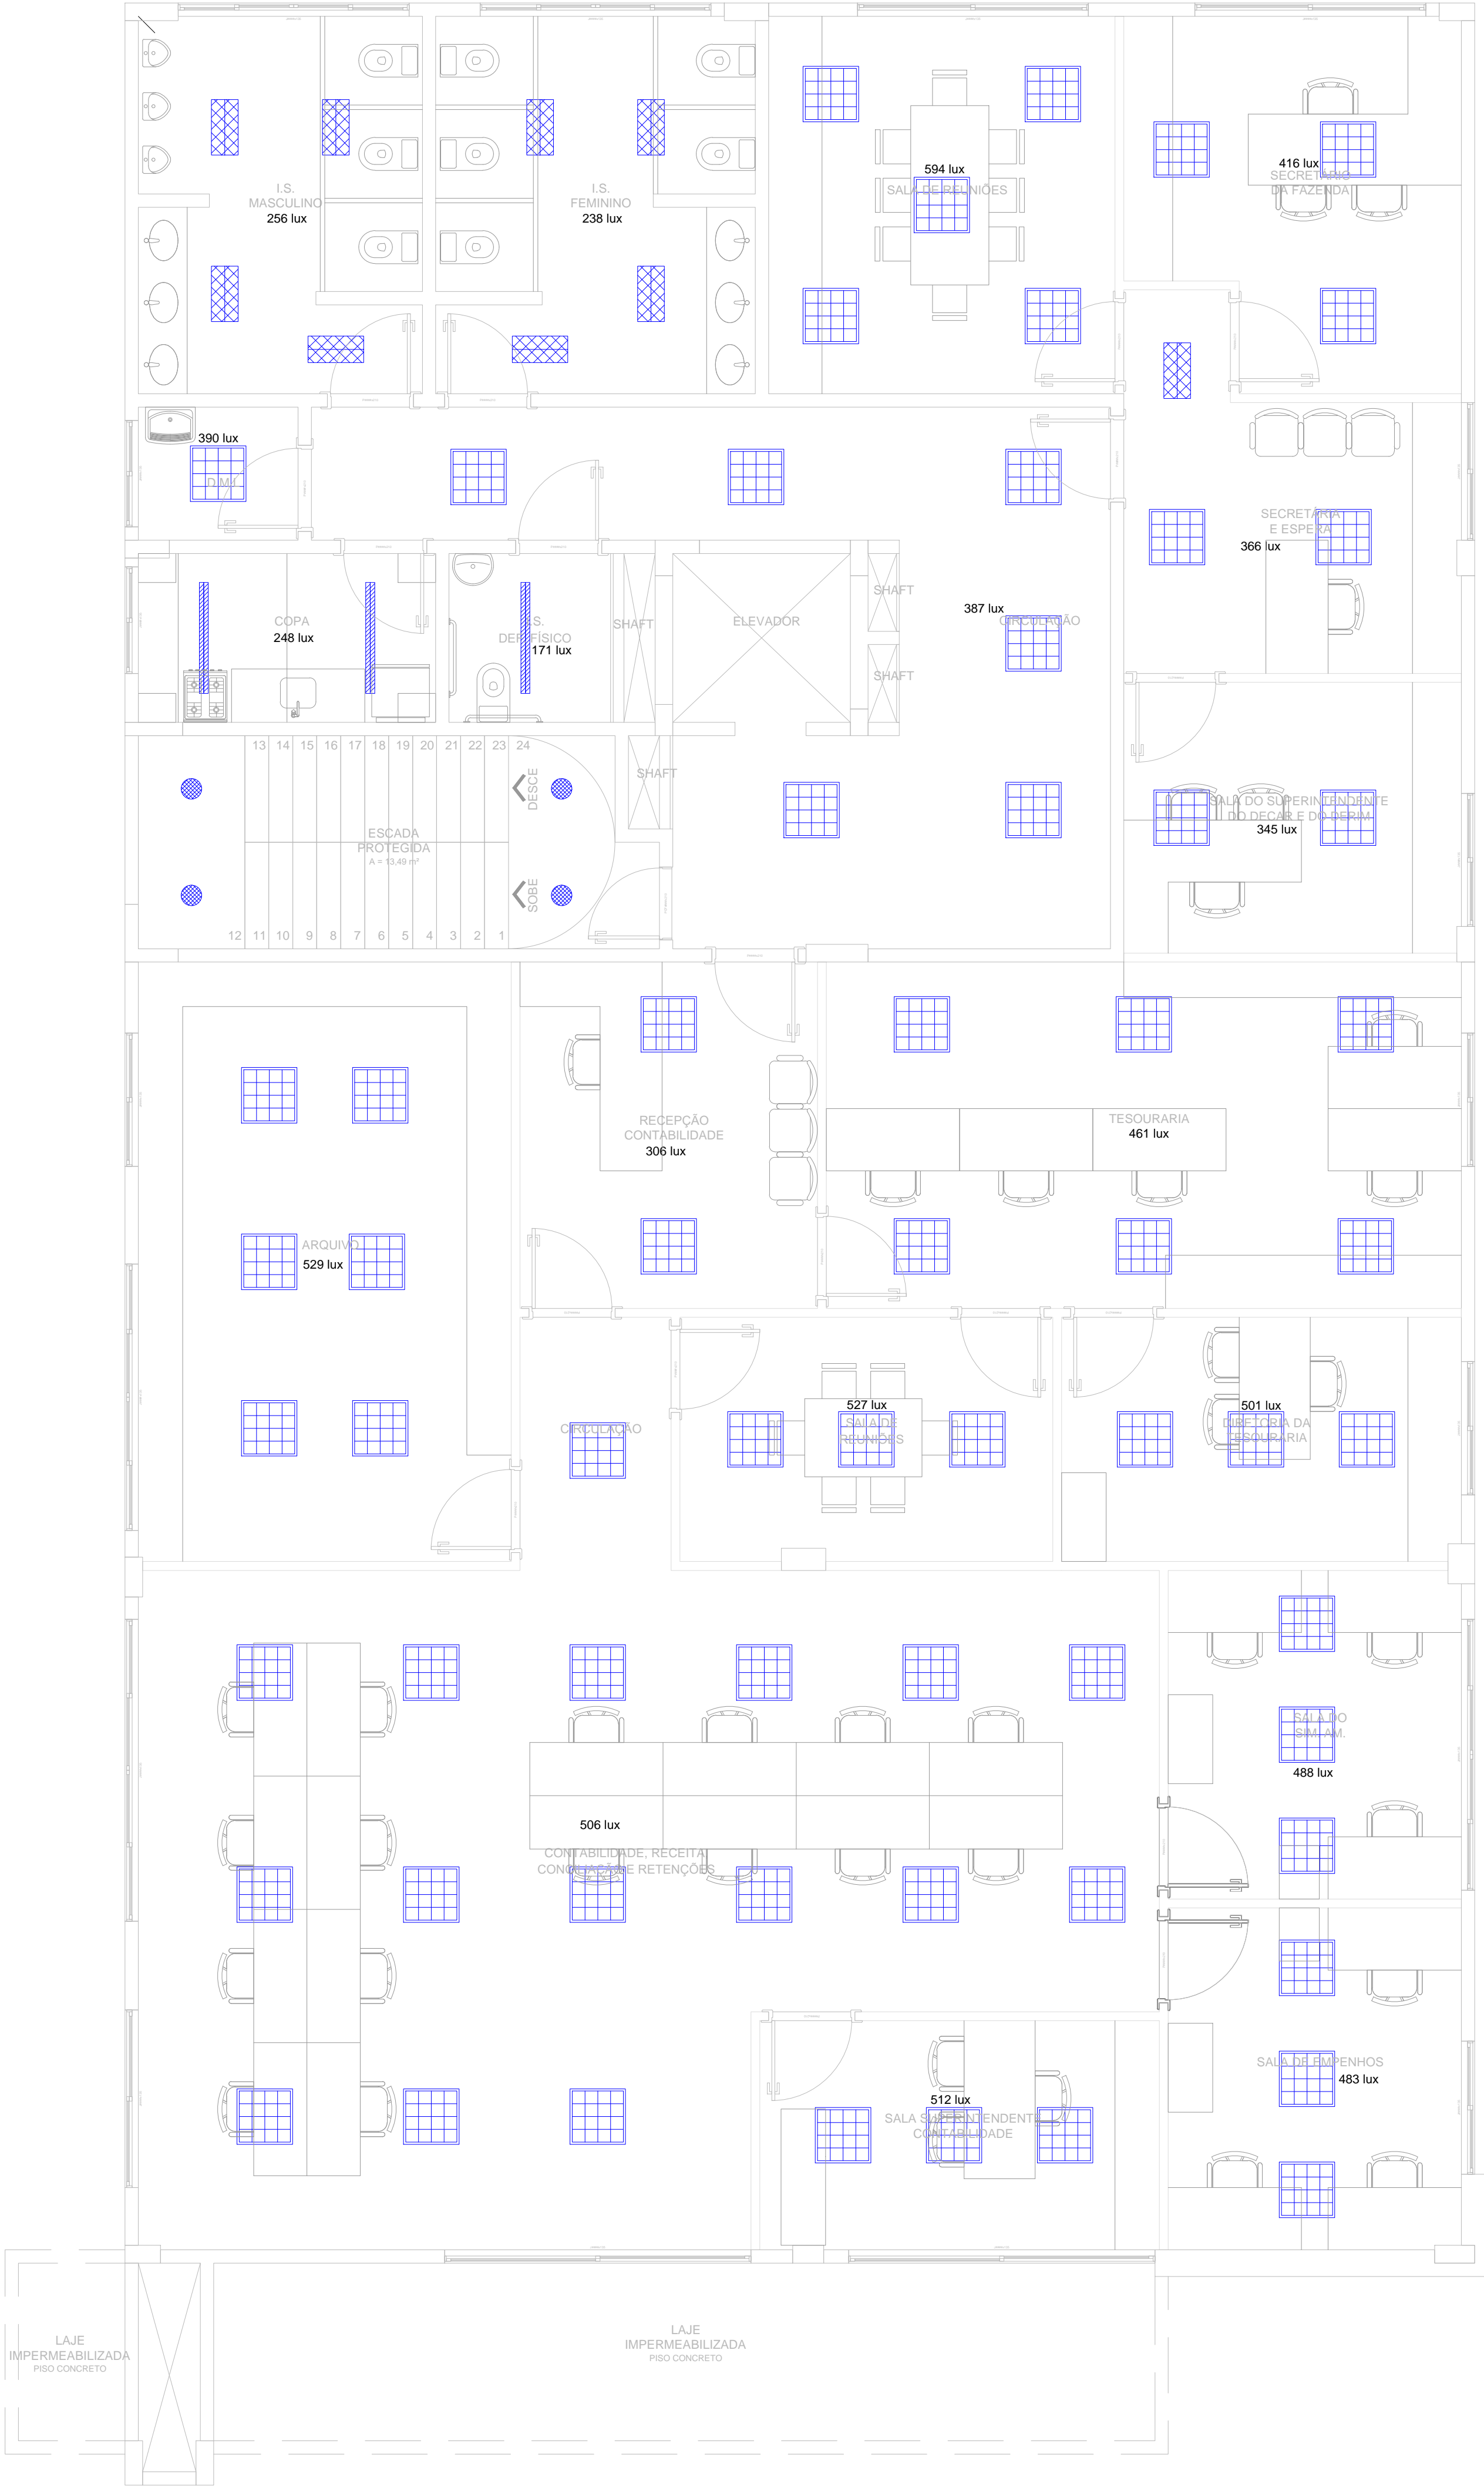 I.S.
MASCULINO
256 lux
I.S.
FEMININO
238 lux
594 lux
SALA DE REUNIÕES
416 lux
SECRETÁRIO
DA FAZENDA
390 lux
D.M.L.
SECRETÁRIA
E ESPERA
366 lux
COPA
248 lux
I.S.
DEF. FÍSICO
171 lux
SHAFT
ELEVADOR
SHAFT
387 lux
CIRCULAÇÃO
SHAFT
13 14 15 16 17 18 19 20 21 22 23 24
DESCE
SHAFT
ESCADA
PROTEGIDA
A = 13,49 m²
SOBE
12 11 10 9 8 7 6 5 4 3 2 1
SALA DO SUPERINTENDENTE
DO DECAR E DO DERIM
345 lux
RECEPÇÃO
CONTABILIDADE
306 lux
TESOURARIA
461 lux
ARQUIVO
529 lux
CIRCULAÇÃO
527 lux
SALA DE
REUNIÕES
501 lux
DIRETORIA DA
TESOURARIA
SALA DO
SIM-AM.
488 lux
506 lux
CONTABILIDADE, RECEITA,
CONCILIAÇÃO E RETENÇÕES
SALA DE EMPENHOS
483 lux
512 lux
SALA SUPERINTENDENTE
CONTABILIDADE
LAJE
IMPERMEABILIZADA
PISO CONCRETO
LAJE
IMPERMEABILIZADA
PISO CONCRETO